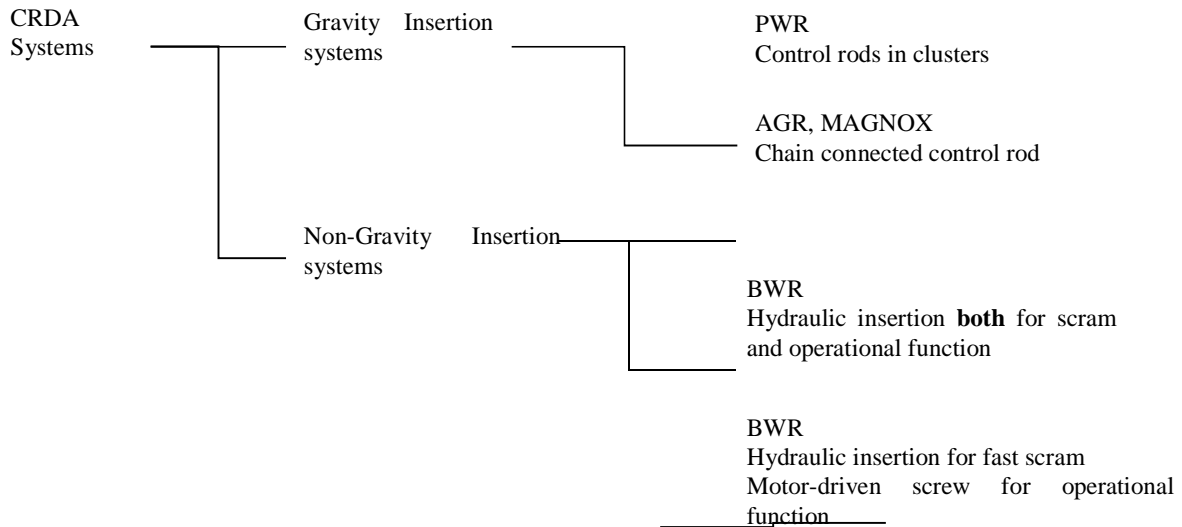 CRDA
Systems
Gravity Insertion
systems
PWR
Control rods in clusters
AGR, MAGNOX
Chain connected control rod
Non-Gravity Insertion
systems
BWR
Hydraulic insertion both for scram
and operational function
BWR
Hydraulic insertion for fast scram
Motor-driven screw for operational
function